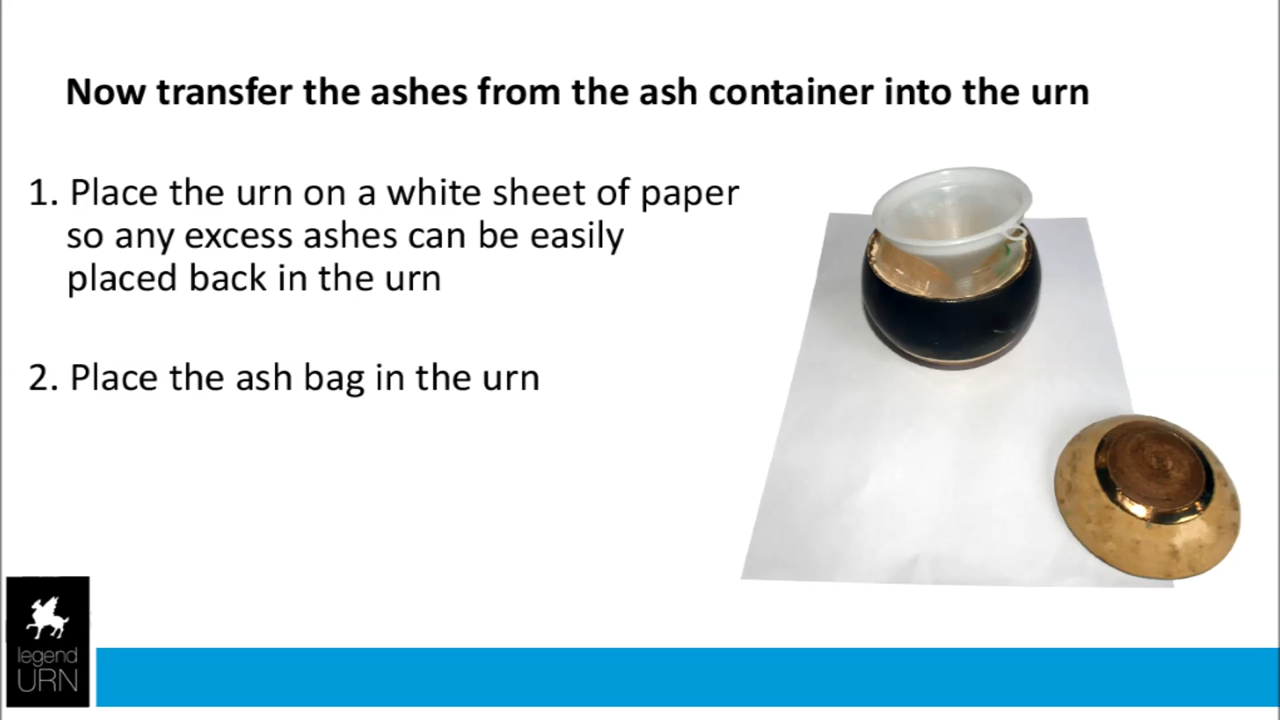 Now transfer the ashes from the ash container into the urn
1. Place the urn on a white sheet of paper
so any excess ashes can be easily
placed back in the urn
2. Place the ash bag in the urn
legend
URN